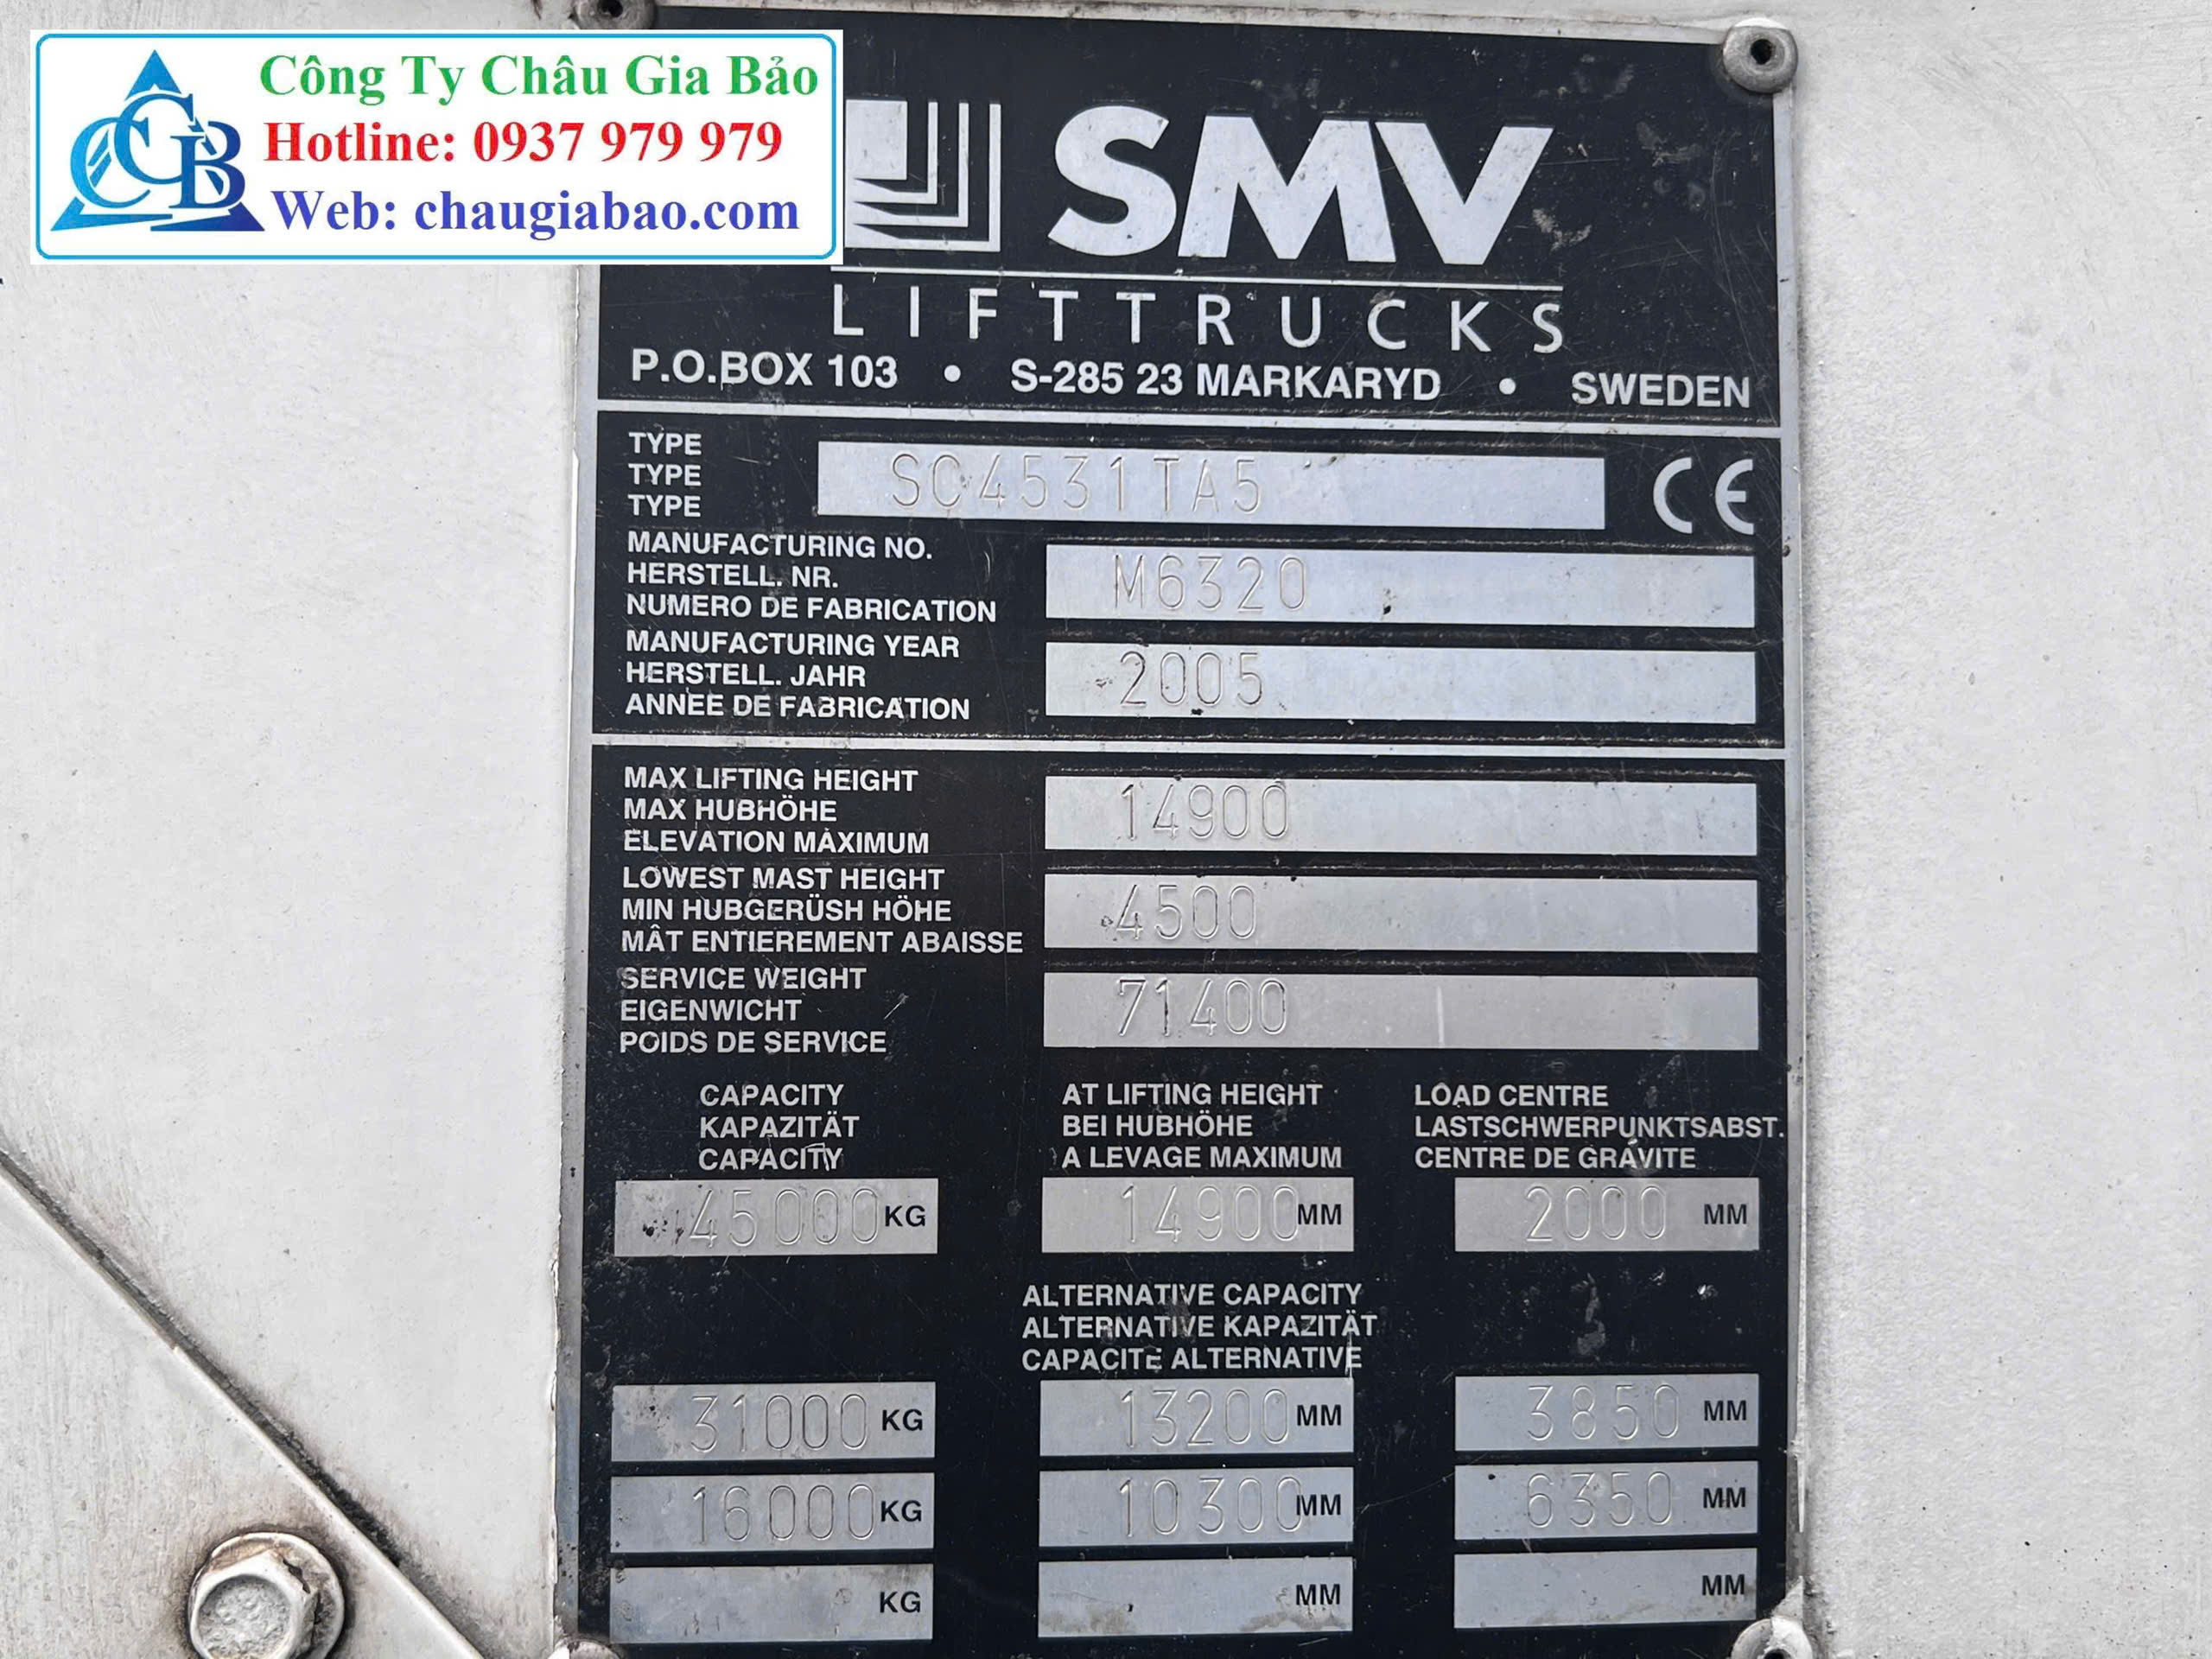 Công Ty Châu Gia Bảo
Hotline: 0937 979 979
Web: chaugiabao.com
CGB
SMV
LIFTTRUCKS
P.O.BOX 103 • S-285 23 MARKARYD • SWEDEN
TYPE
TYPE
TYPE
SC4531TA5
CE
MANUFACTURING NO.
HERSTELL. NR.
NUMERO DE FABRICATION
M6320
MANUFACTURING YEAR
HERSTELL. JAHR
ANNEE DE FABRICATION
2005
MAX LIFTING HEIGHT
MAX HUBHÖHE
ELEVATION MAXIMUM
14900
LOWEST MAST HEIGHT
MIN HUBGERÜSH HÖHE
MÂT ENTIEREMENT ABAISSE
4500
SERVICE WEIGHT
EIGENWICHT
POIDS DE SERVICE
71400
CAPACITY
KAPAZITÄT
CAPACITY
AT LIFTING HEIGHT
BEI HUBHÖHE
A LEVAGE MAXIMUM
LOAD CENTRE
LASTSCHWERPUNKTSABST.
CENTRE DE GRAVITE
45000 KG 14900 MM 2000 MM
ALTERNATIVE CAPACITY
ALTERNATIVE KAPAZITÄT
CAPACITE ALTERNATIVE
31000 KG 13200 MM 3850 MM
16000 KG 10300 MM 6350 MM
KG MM MM